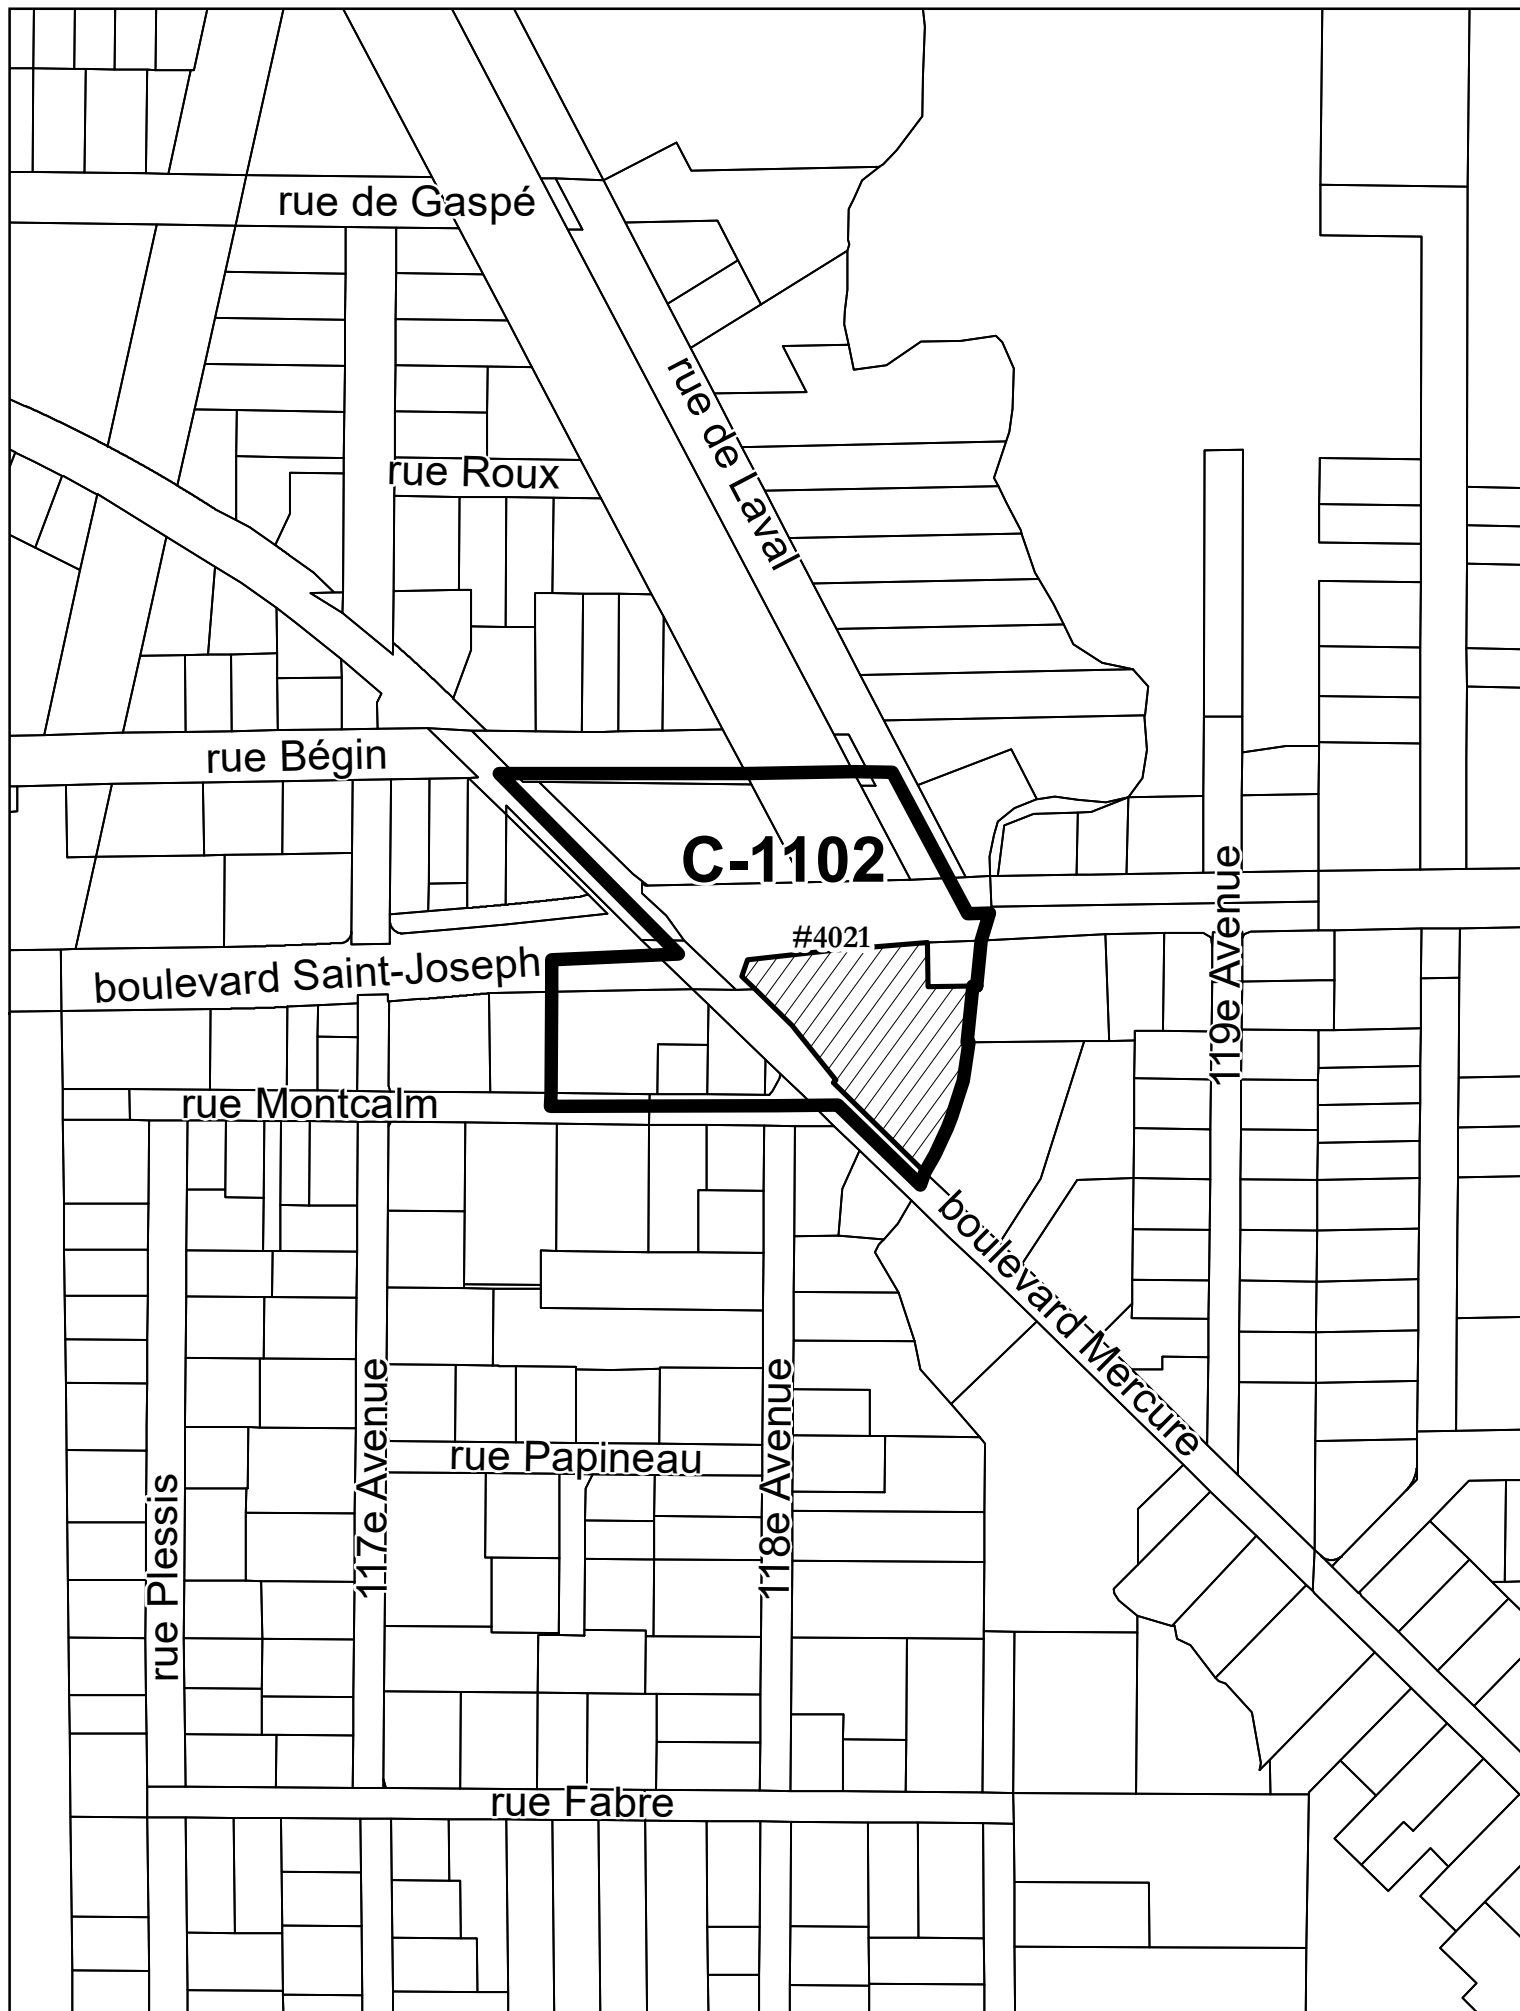 rue de Gaspé
rue de Laval
rue Roux
rue Bégin
C-1102
#4021
119e Avenue
boulevard Saint-Joseph
rue Montcalm
boulevard Mercure
117e Avenue
118e Avenue
rue Papineau
rue Plessis
rue Fabre